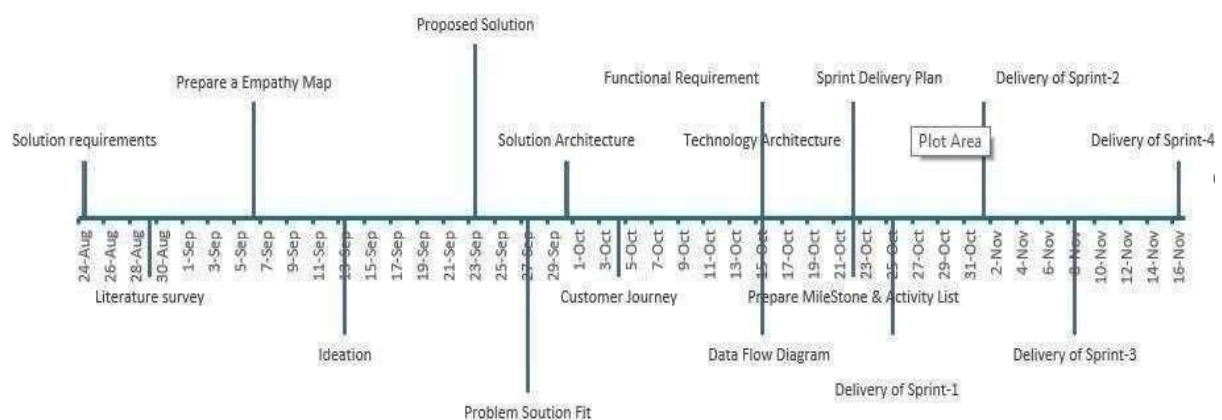 Proposed Solution
Prepare a Empathy Map
Functional Requirement
Sprint Delivery Plan
Delivery of Sprint-2
Solution requirements
Solution Architecture
Technology Architecture
Plot Area
Delivery of Sprint-4
24-Aug
26-Aug
28-Aug
30-Aug
1-Sep
3-Sep
5-Sep
7-Sep
9-Sep
11-Sep
13-Sep
15-Sep
17-Sep
19-Sep
21-Sep
23-Sep
25-Sep
27-Sep
29-Sep
1-Oct
3-Oct
5-Oct
7-Oct
9-Oct
11-Oct
13-Oct
15-Oct
17-Oct
19-Oct
21-Oct
23-Oct
25-Oct
27-Oct
29-Oct
31-Oct
2-Nov
4-Nov
6-Nov
8-Nov
10-Nov
12-Nov
14-Nov
16-Nov
Literature survey
Customer Journey
Prepare MileStone & Activity List
Ideation
Data Flow Diagram
Delivery of Sprint-3
Delivery of Sprint-1
Problem Soution Fit